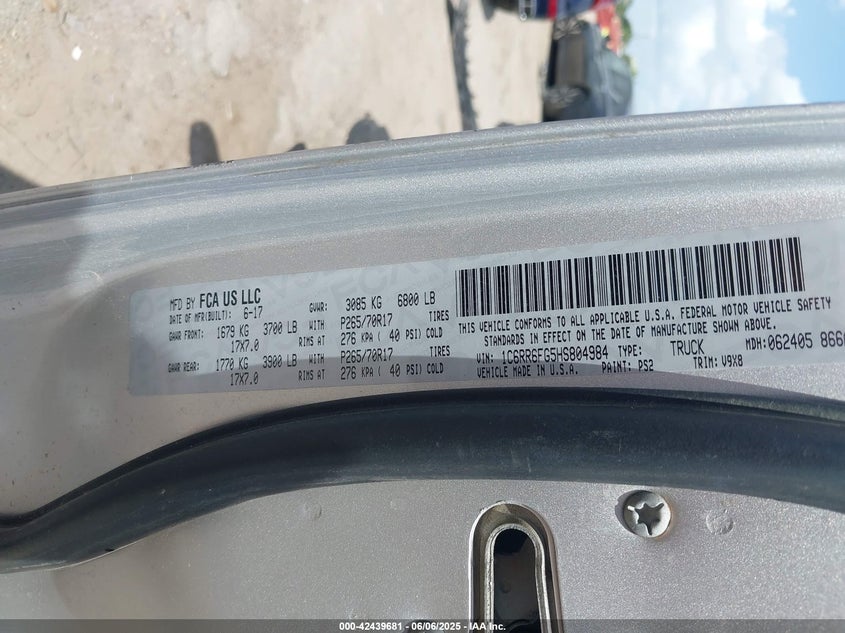 MFD BY FCA US LLC
DATE OF MFR(BUILT): 6-17 GVWR: 3085 KG 6800 LB
GAWR FRONT: 1679 KG 3700 LB WITH P265/70R17 TIRES
17X7.0 RIMS AT 276 KPA ( 40 PSI) COLD
GAWR REAR: 1770 KG 3900 LB WITH P265/70R17 TIRES
17X7.0 RIMS AT 276 KPA ( 40 PSI) COLD
THIS VEHICLE CONFORMS TO ALL APPLICABLE U.S.A. FEDERAL MOTOR VEHICLE SAFETY
STANDARDS IN EFFECT ON THE DATE OF MANUFACTURE SHOWN ABOVE.
VIN: 1C6RR6FG5HS804984 TYPE: TRUCK MDH:062405 866
VEHICLE MADE IN U.S.A. PAINT: PS2 TRIM: V9X8
000-42439681 - 06/06/2025 - IAA Inc.